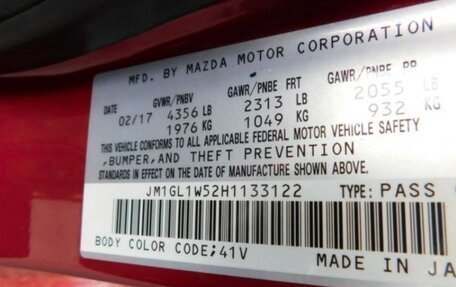 MFD. BY MAZDA MOTOR CORPORATION
GVWR/PNBV GAWR/PNBE FRT GAWR/PNBE RR
02/17 4356 LB 2313 LB 2055 LB
1976 KG 1049 KG 932 KG
THIS VEHICLE CONFORMS TO ALL APPLICABLE FEDERAL MOTOR VEHICLE SAFETY
,BUMPER,AND THEFT PREVENTION
STANDARDS IN EFFECT ON THE DATE OF MANUFACTURE SHOWN ABOVE.
JM1GL1W52H1133122 TYPE: PASS
BODY COLOR CODE;41V
MADE IN JA